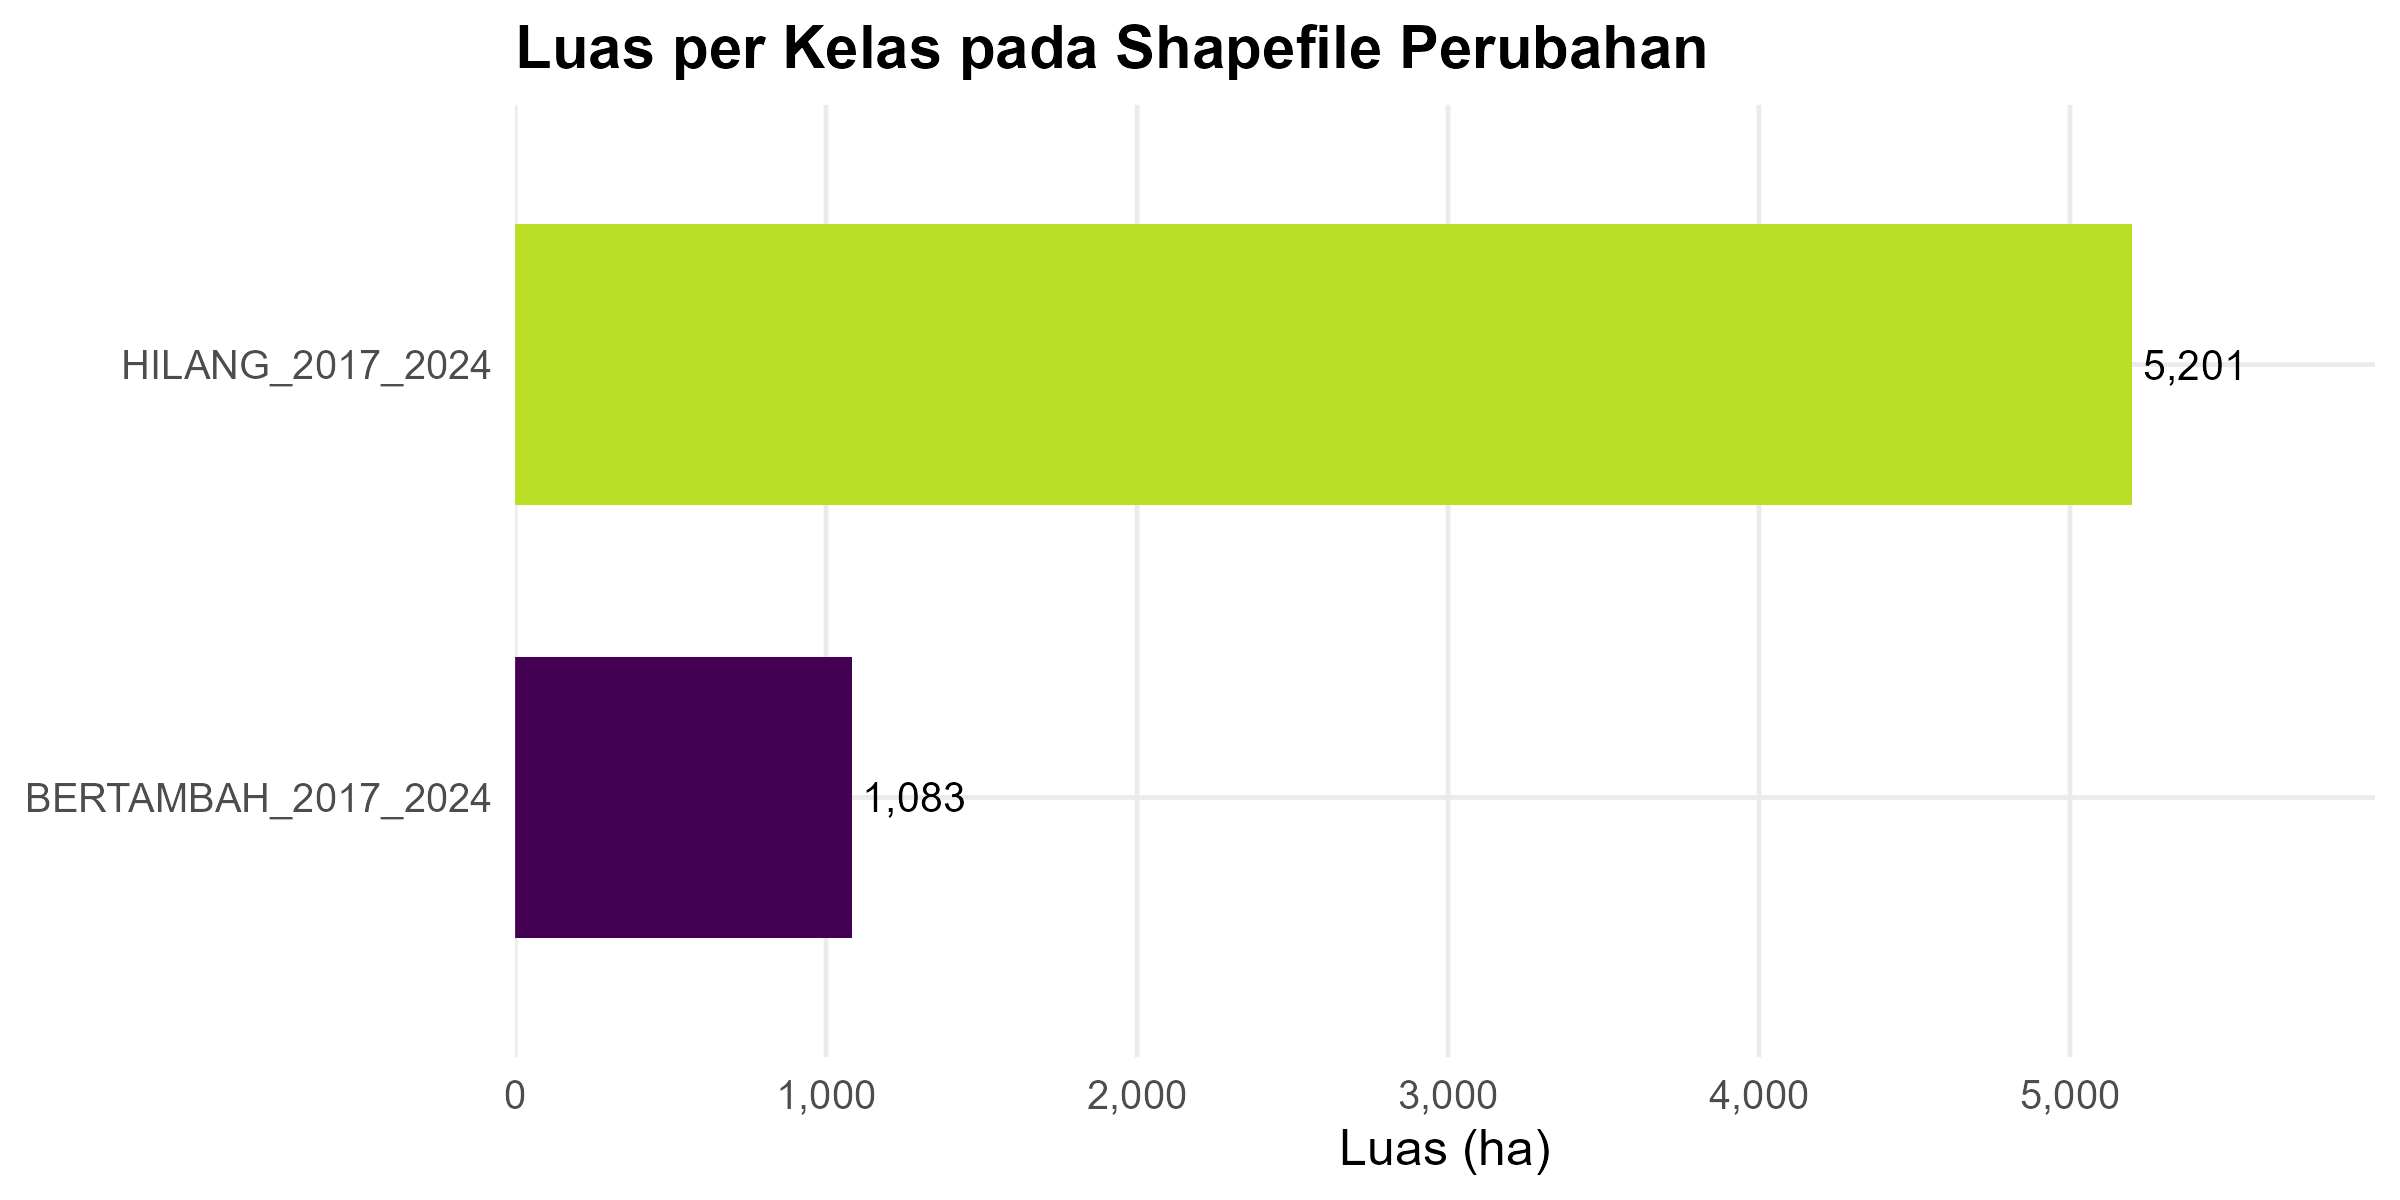 Luas per Kelas pada Shapefile Perubahan
HILANG_2017_2024
5,201
BERTAMBAH_2017_2024
1,083
0 1,000 2,000 3,000 4,000 5,000
Luas (ha)